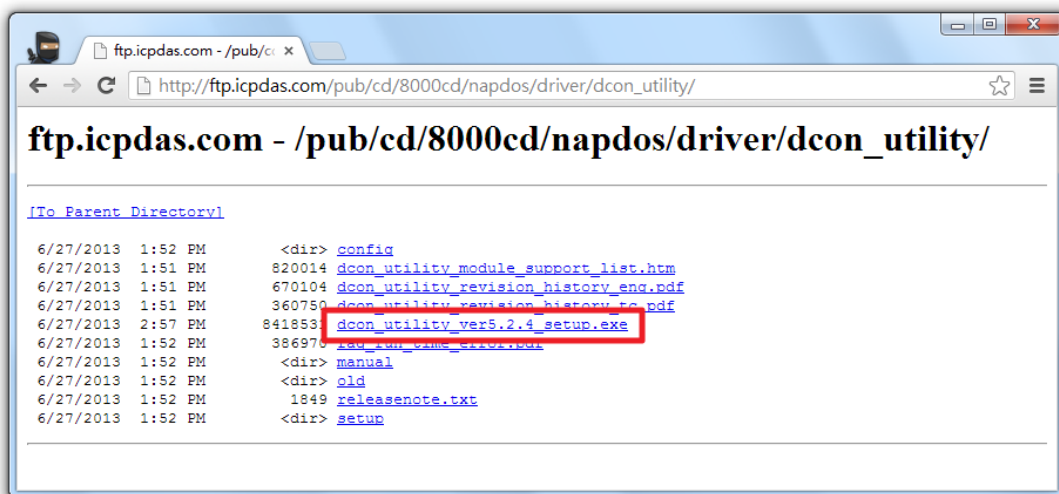 ftp.icpdas.com - /pub/cc
http://ftp.icpdas.com/pub/cd/8000cd/napdos/driver/dcon_utility/
ftp.icpdas.com - /pub/cd/8000cd/napdos/driver/dcon_utility/
[To Parent Directory]
6/27/2013 1:52 PM <dir> config
6/27/2013 1:51 PM 820014 dcon_utility_module_support_list.htm
6/27/2013 1:51 PM 670104 dcon_utility_revision_history_eng.pdf
6/27/2013 1:51 PM 360750 dcon_utility_revision_history_tc.pdf
6/27/2013 2:57 PM 8418531 dcon_utility_ver5.2.4_setup.exe
6/27/2013 1:52 PM 386970 faq_run_time_error.pdf
6/27/2013 1:52 PM <dir> manual
6/27/2013 1:52 PM <dir> old
6/27/2013 1:52 PM 1849 releasenote.txt
6/27/2013 1:52 PM <dir> setup